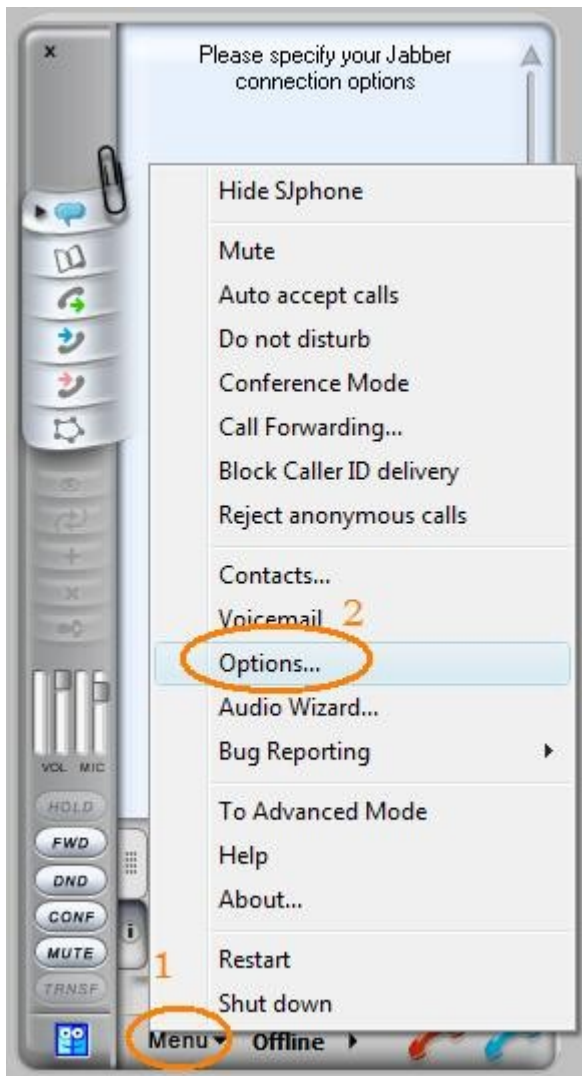 x
Please specify your Jabber
connection options
Hide SJphone
Mute
Auto accept calls
Do not disturb
Conference Mode
Call Forwarding...
Block Caller ID delivery
Reject anonymous calls
Contacts...
Voicemail 2
Options...
Audio Wizard...
Bug Reporting
To Advanced Mode
Help
About...
Restart
Shut down
VOL MIC
HOLD
FWD
DND
CONF
MUTE
TRNSF
i
1
Menu Offline